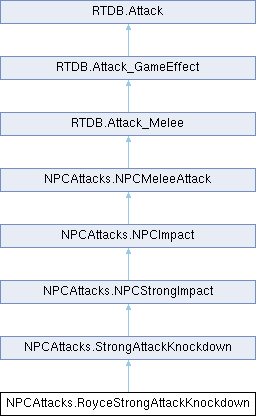 RTDB.Attack
RTDB.Attack_GameEffect
RTDB.Attack_Melee
NPCAttacks.NPCMeleeAttack
NPCAttacks.NPCImpact
NPCAttacks.NPCStrongImpact
NPCAttacks.StrongAttackKnockdown
NPCAttacks.RoyceStrongAttackKnockdown